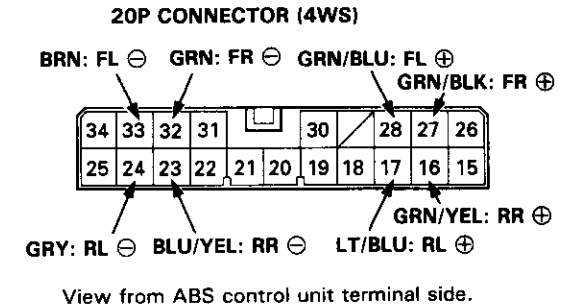 20P CONNECTOR (4WS)
BRN: FL ⊖ GRN: FR ⊖ GRN/BLU: FL ⊕
GRN/BLK: FR ⊕
34 33 32 31 30 28 27 26
25 24 23 22 21 20 19 18 17 16 15
GRN/YEL: RR ⊕
GRY: RL ⊖ BLU/YEL: RR ⊖ LT/BLU: RL ⊕
View from ABS control unit terminal side.